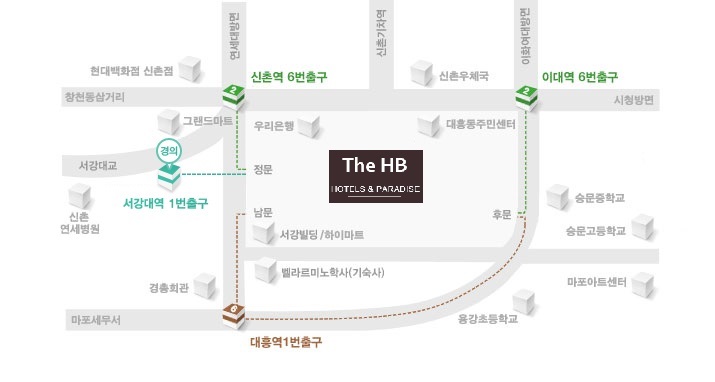 연세대방면
신촌기차역
이화여대방면
현대백화점 신촌점
2
신촌역 6번출구
신촌우체국
2
이대역 6번출구
창천동삼거리
시청방면
그랜드마트
우리은행
대흥동주민센터
경의
서강대교
정문
The HB
HOTELS & PARADISE
서강대역 1번출구
신촌
연세병원
남문
후문
숭문중학교
서강빌딩 /하이마트
숭문고등학교
벨라르미노학사(기숙사)
경총회관
마포아트센터
6
마포세무서
용강초등학교
대흥역1번출구